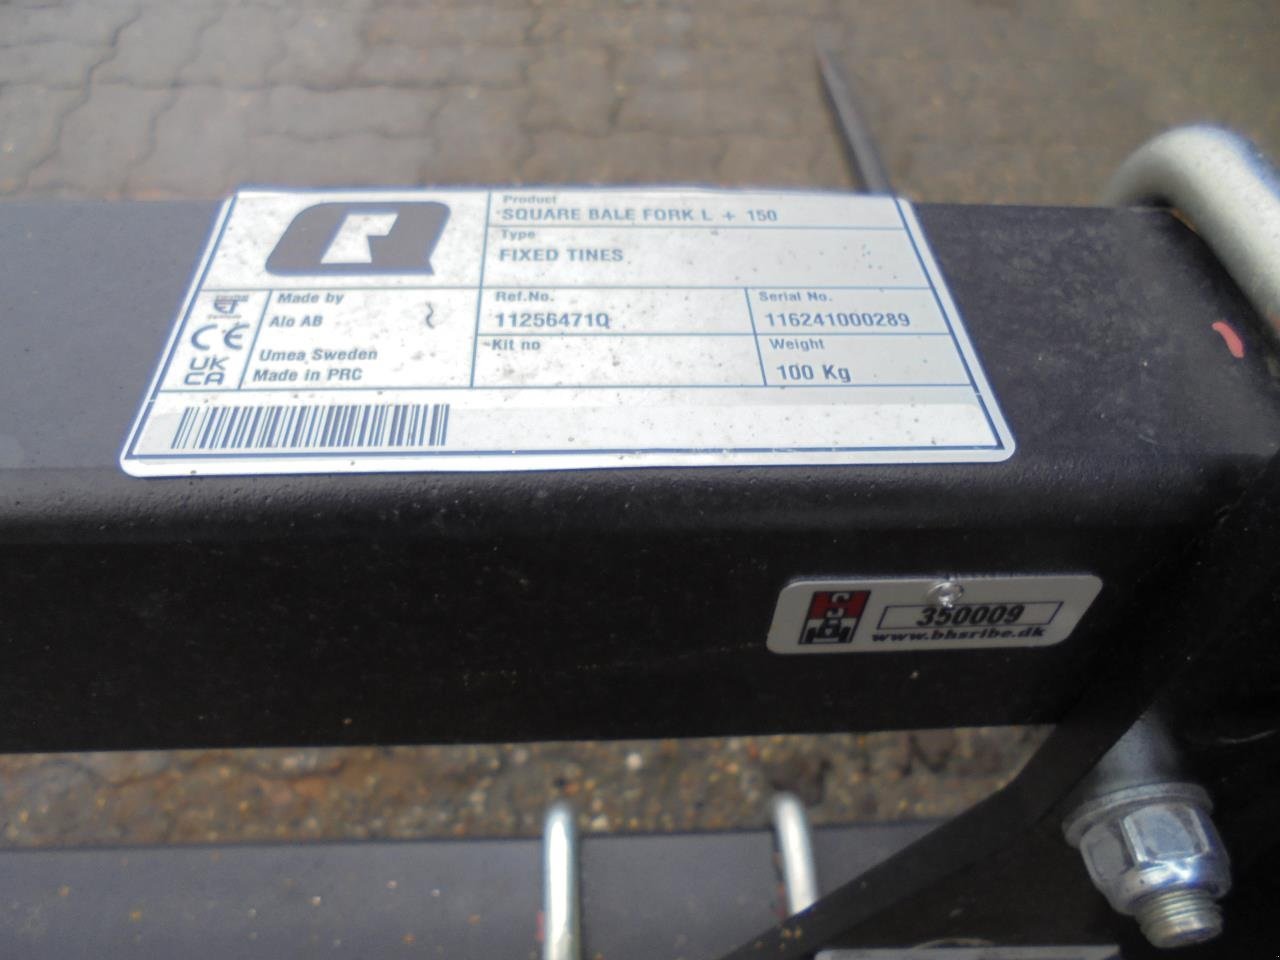 Product
SQUARE BALE FORK L + 150
Type
FIXED TINES
Made by
Alo AB
Umea Sweden
Made in PRC
CE
UK
CA
Ref.No.
11256471Q
Serial No.
116241000289
Kit no
Weight
100 Kg
350009
www.bhsribe.dk